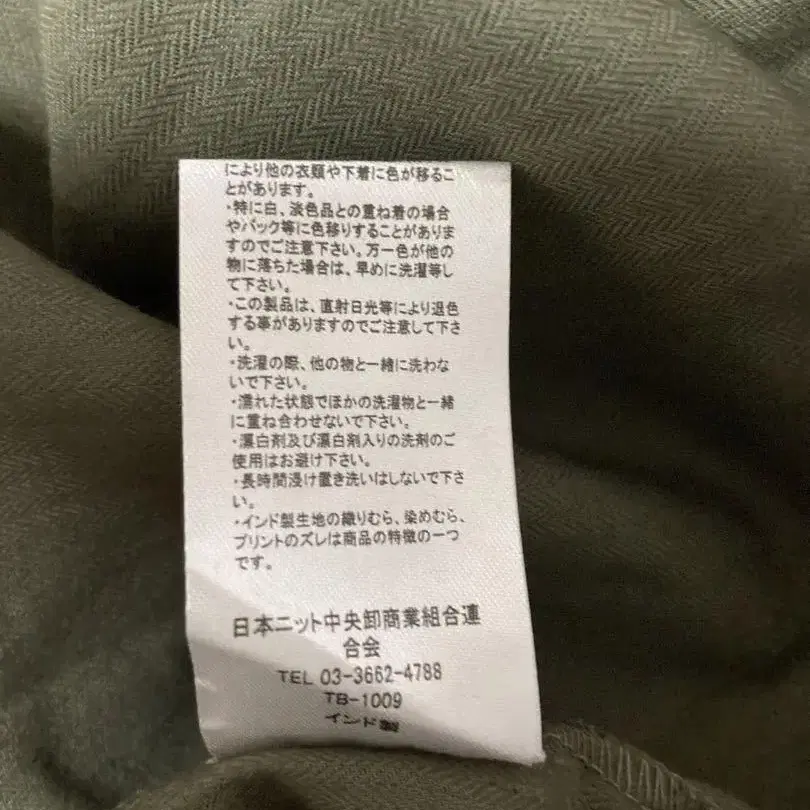 により他の衣類や下着に色が移るこ
とがあります。
・特に白、淡色品との重ね着の場合
やバック等に色移りすることがありま
すのでご注意下さい。万一色が他の
物に落ちた場合は、早めに洗濯等し
て下さい。
・この製品は、直射日光等により退色
する事がありますのでご注意して下さ
い。
・洗濯の際、他の物と一緒に洗わな
いで下さい。
・濡れた状態でほかの洗濯物と一緒
に重ね合わせないで下さい。
・漂白剤及び漂白剤入りの洗剤のご
使用はお避け下さい。
・長時間浸け置き洗いはしないで下さ
い。
・インド製生地の織りむら、染めむら、
プリントのズレは商品の特徴の一つ
です。
日本ニット中央卸商業組合連
合会
TEL 03-3662-4788
TB-1009
インド製